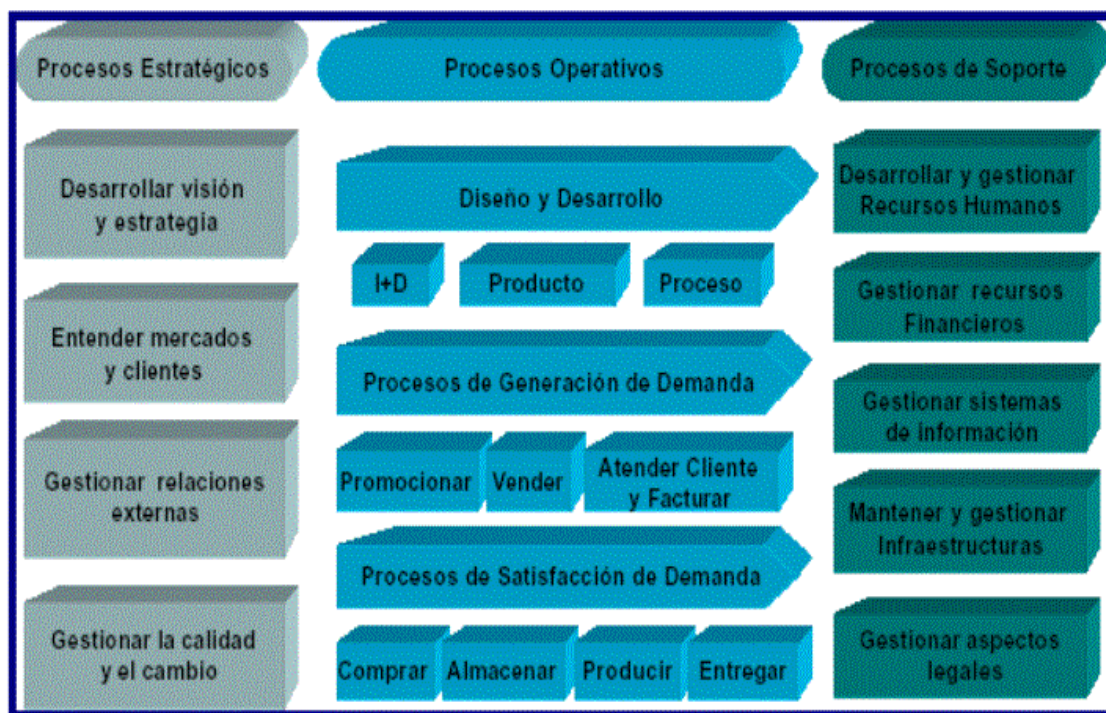 Procesos Estratégicos
Desarrollar visión
y estrategia
Entender mercados
y clientes
Gestionar relaciones
externas
Gestionar la calidad
y el cambio
Procesos Operativos
Diseño y Desarrollo
I+D
Producto
Proceso
Procesos de Generación de Demanda
Promocionar
Vender
Atender Cliente
y Facturar
Procesos de Satisfacción de Demanda
Comprar
Almacenar
Producir
Entregar
Procesos de Soporte
Desarrollar y gestionar
Recursos Humanos
Gestionar recursos
Financieros
Gestionar sistemas
de información
Mantener y gestionar
Infraestructuras
Gestionar aspectos
legales